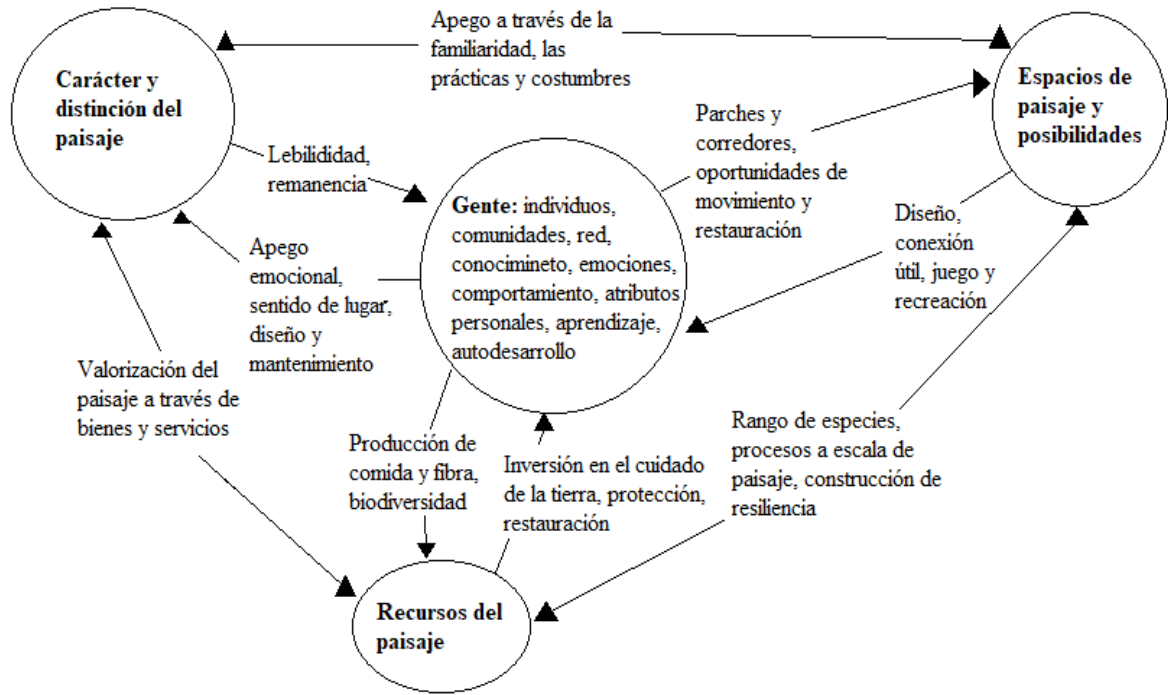 Apego a través de la
familiaridad, las
prácticas y costumbres
Carácter y
distinción del
paisaje
Espacios de
paisaje y
posibilidades
Lebilididad,
remanencia
Parches y
corredores,
oportunidades de
movimiento y
restauración
Gente: individuos,
comunidades, red,
conocimineto, emociones,
comportamiento, atributos
personales, aprendizaje,
autodesarrollo
Apego
emocional,
sentido de lugar,
diseño y
mantenimiento
Diseño,
conexión
útil, juego y
recreación
Valorización del
paisaje a través de
bienes y servicios
Producción de
comida y fibra,
biodiversidad
Inversión en el cuidado
de la tierra, protección,
restauración
Rango de especies,
procesos a escala de
paisaje, construcción de
resiliencia
Recursos del
paisaje